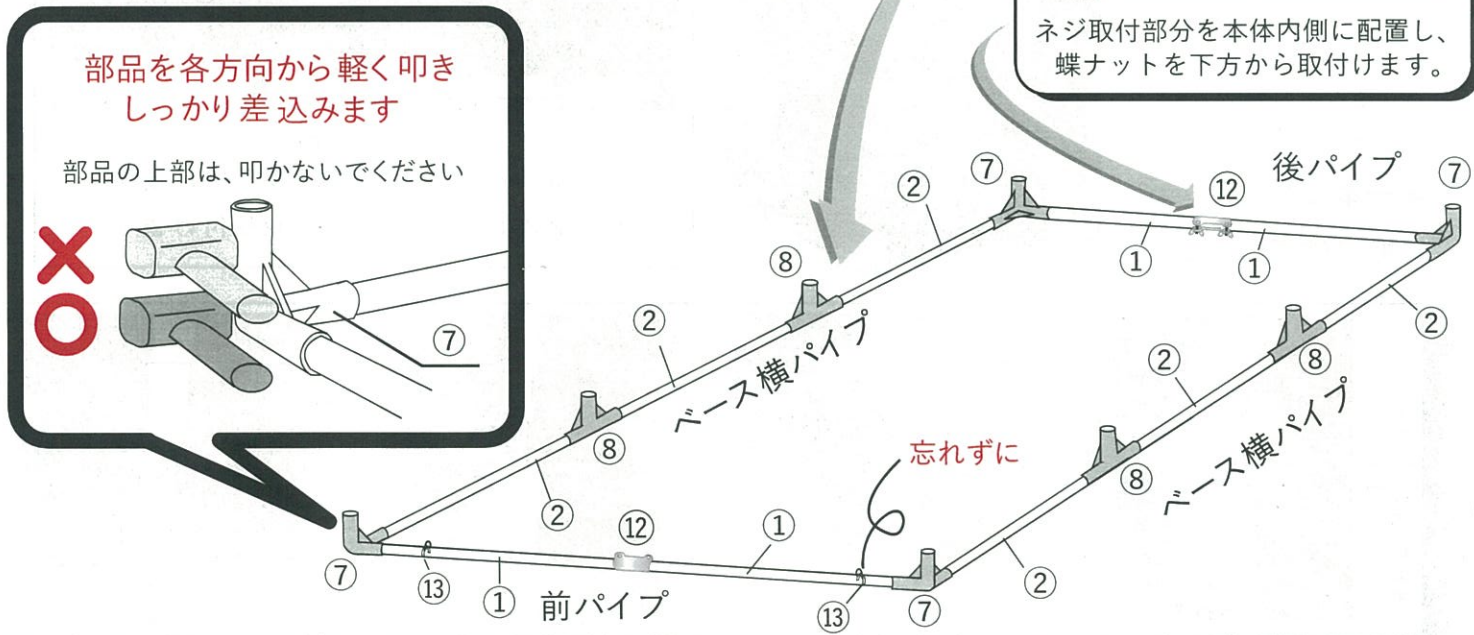 部品を各方向から軽く叩き
しっかり差込みます
部品の上部は、叩かないでください
⑦
ネジ取付部分を本体内側に配置し、
蝶ナットを下方から取付けます。
後パイプ
⑦
②
⑦
⑫
①
①
⑧
②
ベース横パイプ
⑧
②
②
⑧
②
ベース横パイプ
⑧
②
忘れずに
⑦
⑬
①
⑫
①
前パイプ
⑬
⑦